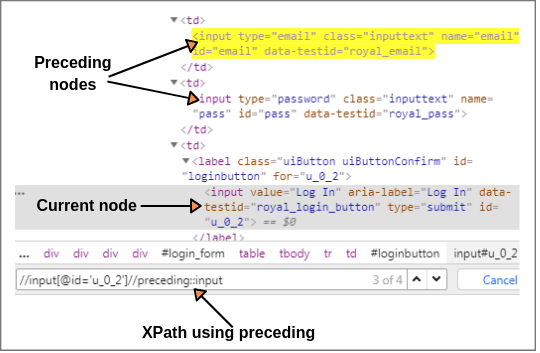 <td>
<input type="email" class="inputtext" name="email"
id="email" data-testid="royal_email">
</td>
Preceding
nodes
<td>
<input type="password" class="inputtext" name=
"pass" id="pass" data-testid="royal_pass">
</td>
<td>
<label class="uiButton uiButtonConfirm" id=
"loginbutton" for="u_0_2">
Current node
<input value="Log In" aria-label="Log In" data-
testid="royal_login_button" type="submit" id=
"u_0_2"> == $0
</label>
... div div div div #login_form table tbody tr td #loginbutton input#u_0_2
//input[@id='u_0_2']//preceding::input 3 of 4 Cancel
XPath using preceding